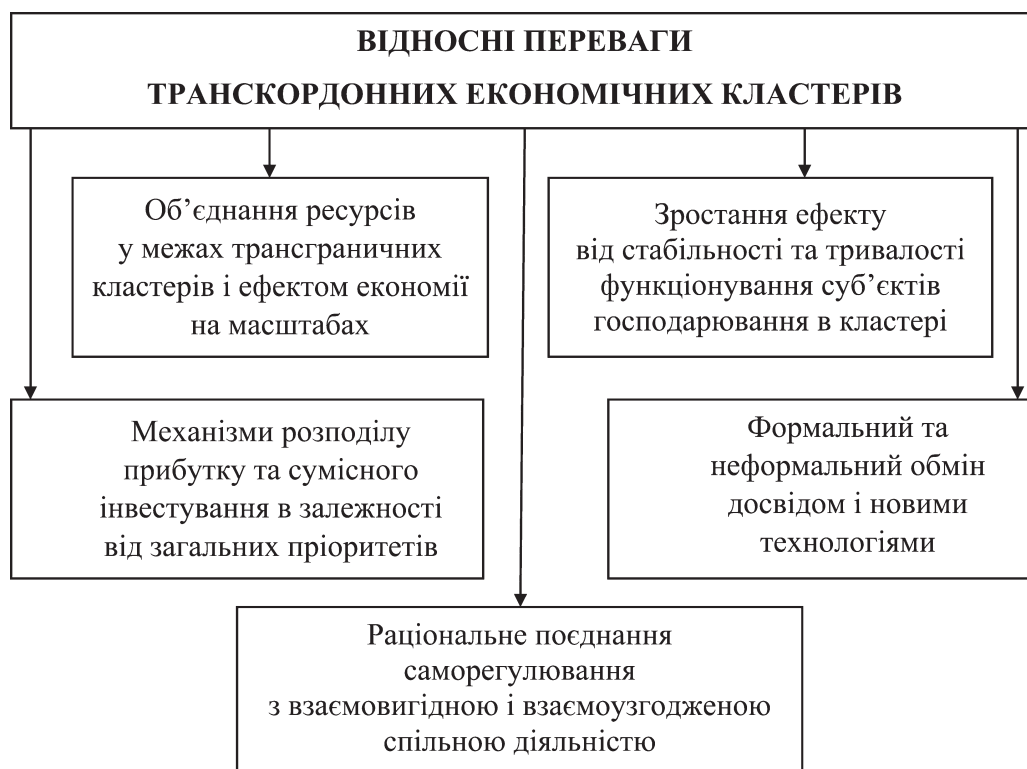 ВІДНОСНІ ПЕРЕВАГИ
ТРАНСКОРДОННИХ ЕКОНОМІЧНИХ КЛАСТЕРІВ
Об’єднання ресурсів
у межах трансграничних
кластерів і ефектом економії
на масштабах
Зростання ефекту
від стабільності та тривалості
функціонування суб’єктів
господарювання в кластері
Механізми розподілу
прибутку та сумісного
інвестування в залежності
від загальних пріоритетів
Формальний та
неформальний обмін
досвідом і новими
технологіями
Раціональне поєднання
саморегулювання
з взаємовигідною і взаємоузгодженою
спільною діяльністю